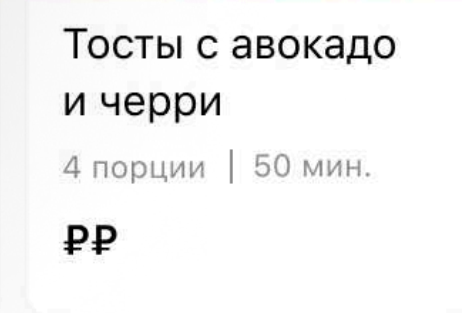 Тосты с авокадо
и черри
4 порции | 50 мин.
₽₽